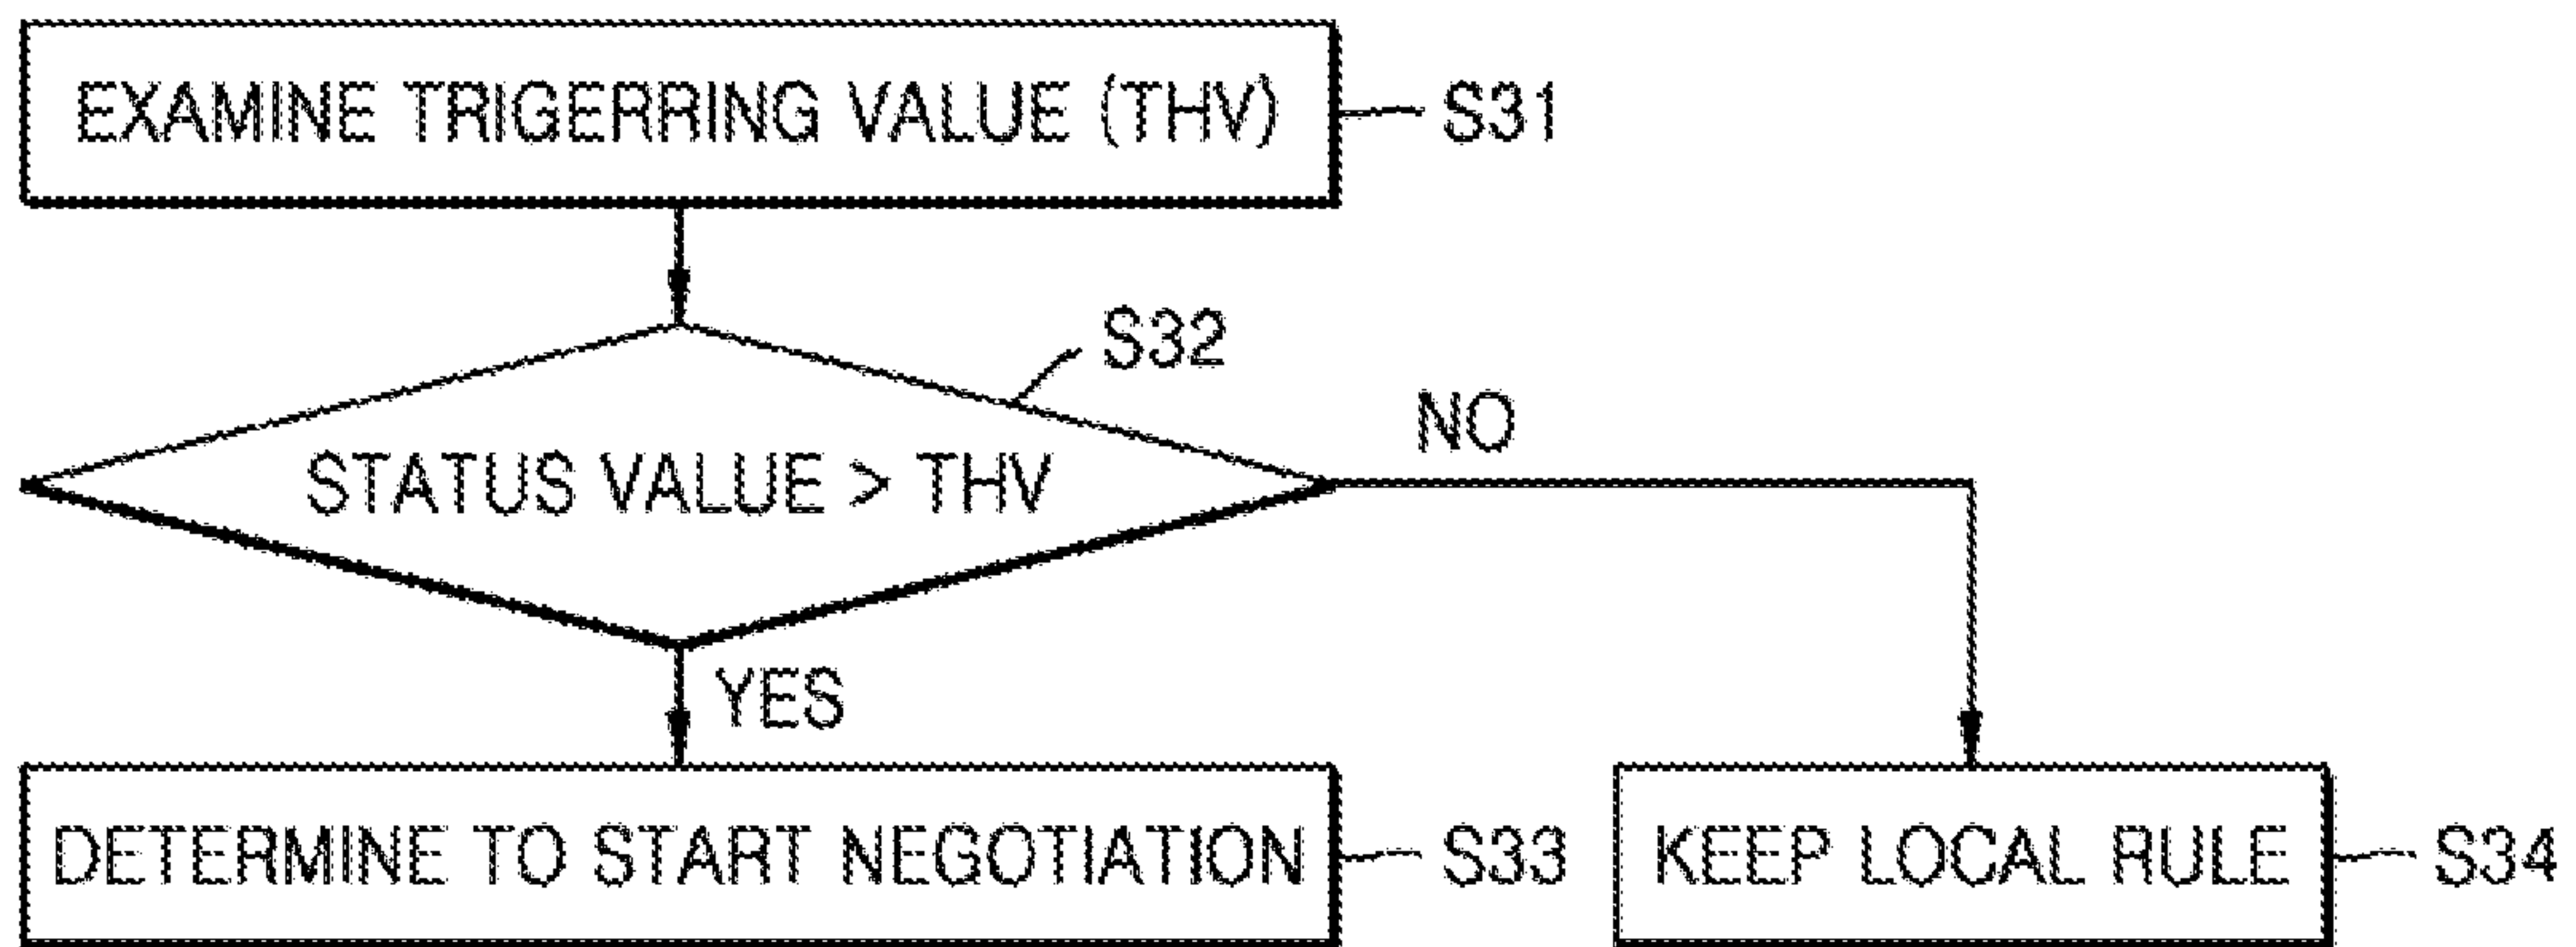 EXAMINE TRIGERRING VALUE (THV)
S31
S32
STATUS VALUE > THV
NO
YES
DETERMINE TO START NEGOTIATION
S33
KEEP LOCAL RULE
S34